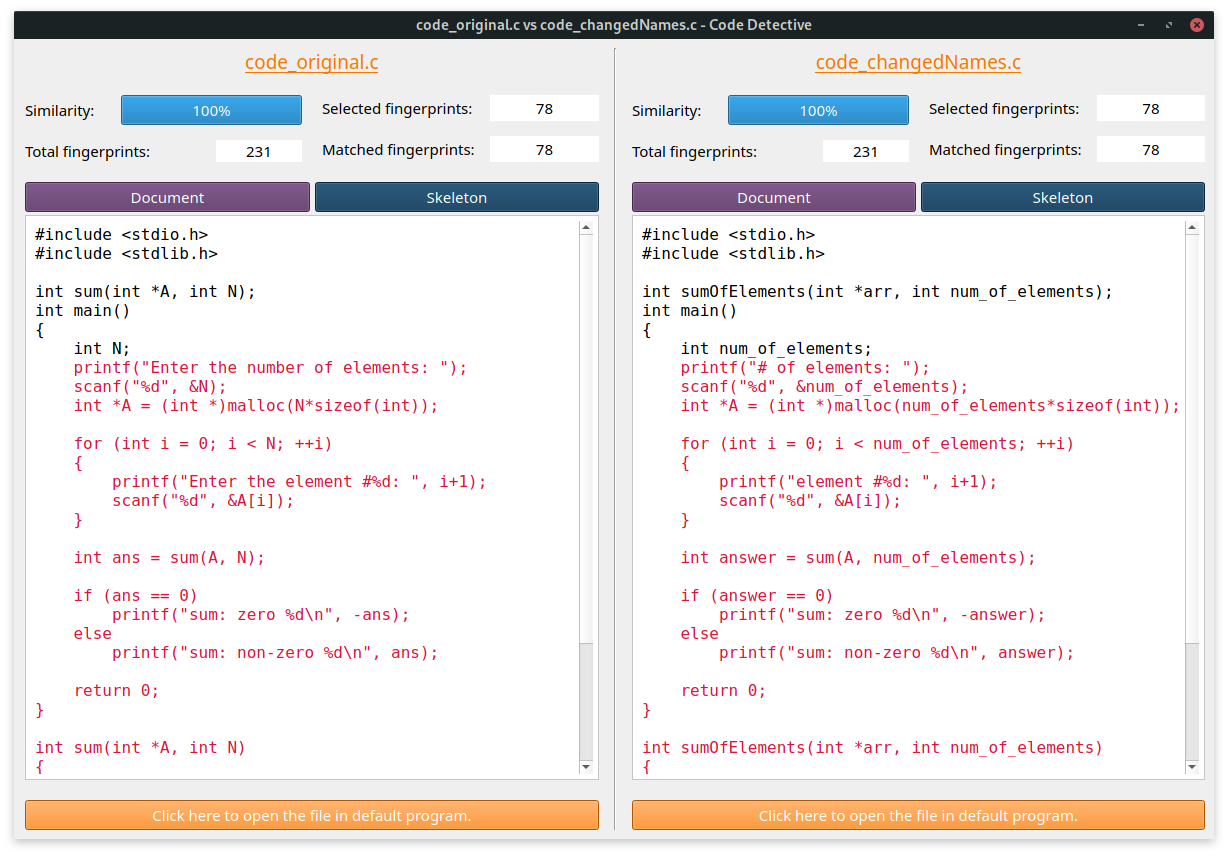 code_original.c vs code_changedNames.c - Code Detective
code_original.c
Similarity: 100% Selected fingerprints: 78
Total fingerprints: 231 Matched fingerprints: 78
Document Skeleton
#include <stdio.h>
#include <stdlib.h>

int sum(int *A, int N);
int main()
{
    int N;
    printf("Enter the number of elements: ");
    scanf("%d", &N);
    int *A = (int *)malloc(N*sizeof(int));

    for (int i = 0; i < N; ++i)
    {
        printf("Enter the element #%d: ", i+1);
        scanf("%d", &A[i]);
    }

    int ans = sum(A, N);

    if (ans == 0)
        printf("sum: zero %d\n", -ans);
    else
        printf("sum: non-zero %d\n", ans);

    return 0;
}

int sum(int *A, int N)
{
Click here to open the file in default program.
code_changedNames.c
Similarity: 100% Selected fingerprints: 78
Total fingerprints: 231 Matched fingerprints: 78
Document Skeleton
#include <stdio.h>
#include <stdlib.h>

int sumOfElements(int *arr, int num_of_elements);
int main()
{
    int num_of_elements;
    printf("# of elements: ");
    scanf("%d", &num_of_elements);
    int *A = (int *)malloc(num_of_elements*sizeof(int));

    for (int i = 0; i < num_of_elements; ++i)
    {
        printf("element #%d: ", i+1);
        scanf("%d", &A[i]);
    }

    int answer = sum(A, num_of_elements);

    if (answer == 0)
        printf("sum: zero %d\n", -answer);
    else
        printf("sum: non-zero %d\n", answer);

    return 0;
}

int sumOfElements(int *arr, int num_of_elements)
{
Click here to open the file in default program.